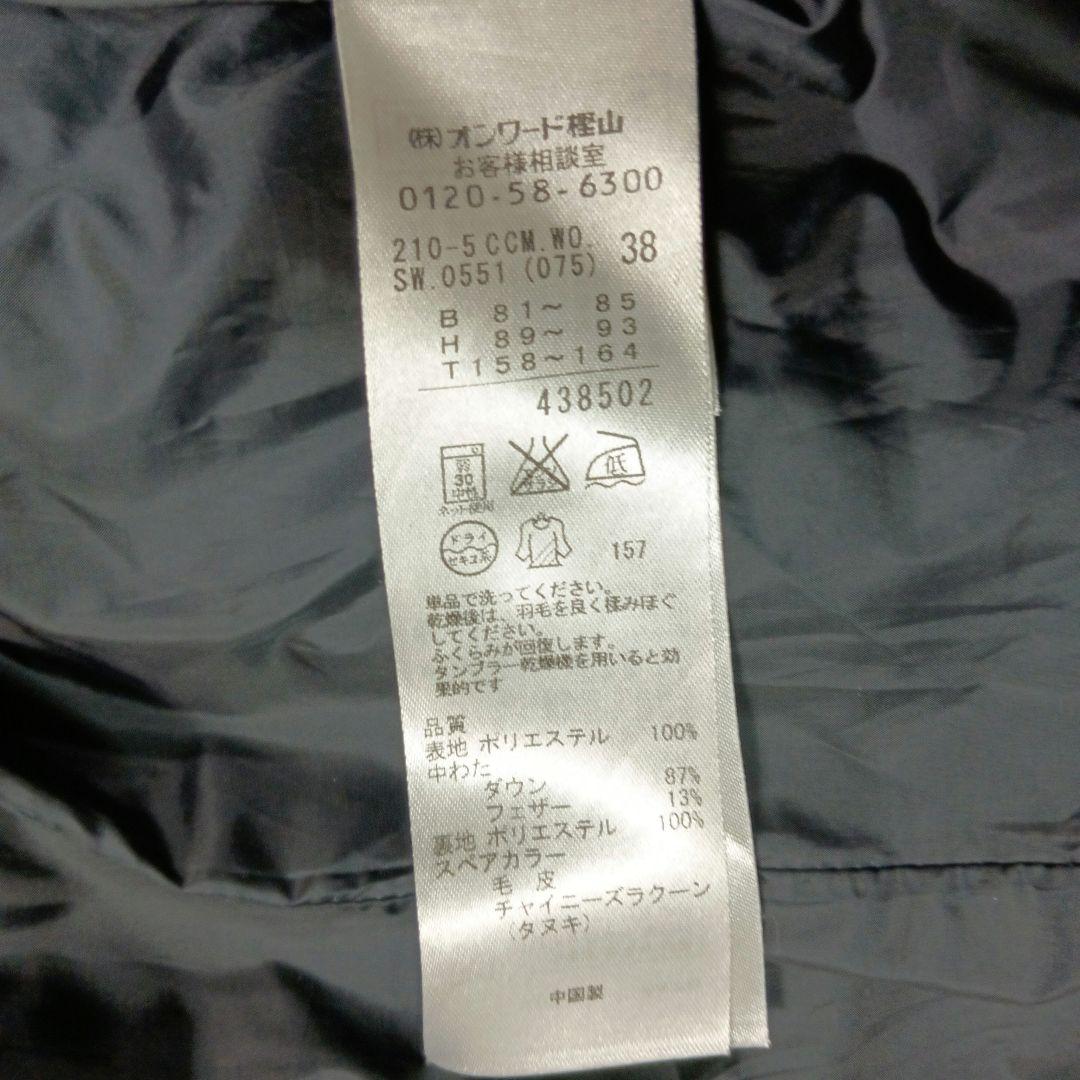 (株)オンワード樫山
お客様相談室
0120-58-6300
210-5 CCM.WO. 38
SW.0551 (075)
B 81～ 85
H 89～ 93
T158～164
438502
弱 30 中性
ネット使用
低
ドライ
セキユ系
157
単品で洗ってください。
乾燥後は、羽毛を良く揉みほぐ
してください。
ふくらみが回復します。
タンブラー乾燥機を用いると効
果的です
品質
表地 ポリエステル 100%
中わた
ダウン 87%
フェザー 13%
裏地 ポリエステル 100%
スペアカラー
毛 皮
チャイニーズラクーン
(タヌキ)
中国製